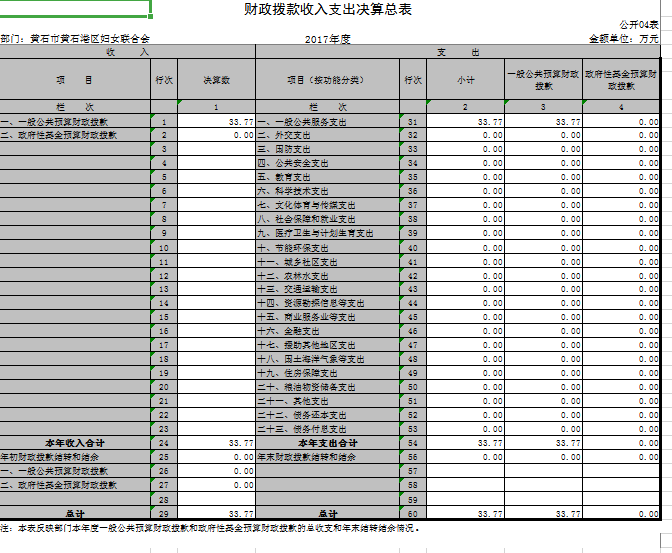 财政拨款收入支出决算总表
公开04表
部门：黄石市黄石港区妇女联合会 2017年度 金额单位：万元
收 入 支 出
项 目 行次 决算数 项目（按功能分类） 行次 小计 一般公共预算财政拨款 政府性基金预算财政拨款
栏 次 1 栏 次 2 3 4
一、一般公共预算财政拨款 1 33.77 一、一般公共服务支出 31 33.77 33.77 0.00
二、政府性基金预算财政拨款 2 0.00 二、外交支出 32 0.00 0.00 0.00
3 三、国防支出 33 0.00 0.00 0.00
4 四、公共安全支出 34 0.00 0.00 0.00
5 五、教育支出 35 0.00 0.00 0.00
6 六、科学技术支出 36 0.00 0.00 0.00
7 七、文化体育与传媒支出 37 0.00 0.00 0.00
8 八、社会保障和就业支出 38 0.00 0.00 0.00
9 九、医疗卫生与计划生育支出 39 0.00 0.00 0.00
10 十、节能环保支出 40 0.00 0.00 0.00
11 十一、城乡社区支出 41 0.00 0.00 0.00
12 十二、农林水支出 42 0.00 0.00 0.00
13 十三、交通运输支出 43 0.00 0.00 0.00
14 十四、资源勘探信息等支出 44 0.00 0.00 0.00
15 十五、商业服务业等支出 45 0.00 0.00 0.00
16 十六、金融支出 46 0.00 0.00 0.00
17 十七、援助其他地区支出 47 0.00 0.00 0.00
18 十八、国土海洋气象等支出 48 0.00 0.00 0.00
19 十九、住房保障支出 49 0.00 0.00 0.00
20 二十、粮油物资储备支出 50 0.00 0.00 0.00
21 二十一、其他支出 51 0.00 0.00 0.00
22 二十二、债务还本支出 52 0.00 0.00 0.00
23 二十三、债务付息支出 53 0.00 0.00 0.00
本年收入合计 24 33.77 本年支出合计 54 33.77 33.77 0.00
年初财政拨款结转和结余 25 0.00 年末财政拨款结转和结余 56 0.00 0.00 0.00
一、一般公共预算财政拨款 26 0.00 57
二、政府性基金预算财政拨款 27 0.00 58
28 59
总计 29 33.77 总计 60 33.77 33.77 0.00
注：本表反映部门本年度一般公共预算财政拨款和政府性基金预算财政拨款的总收支和年末结转结余情况。